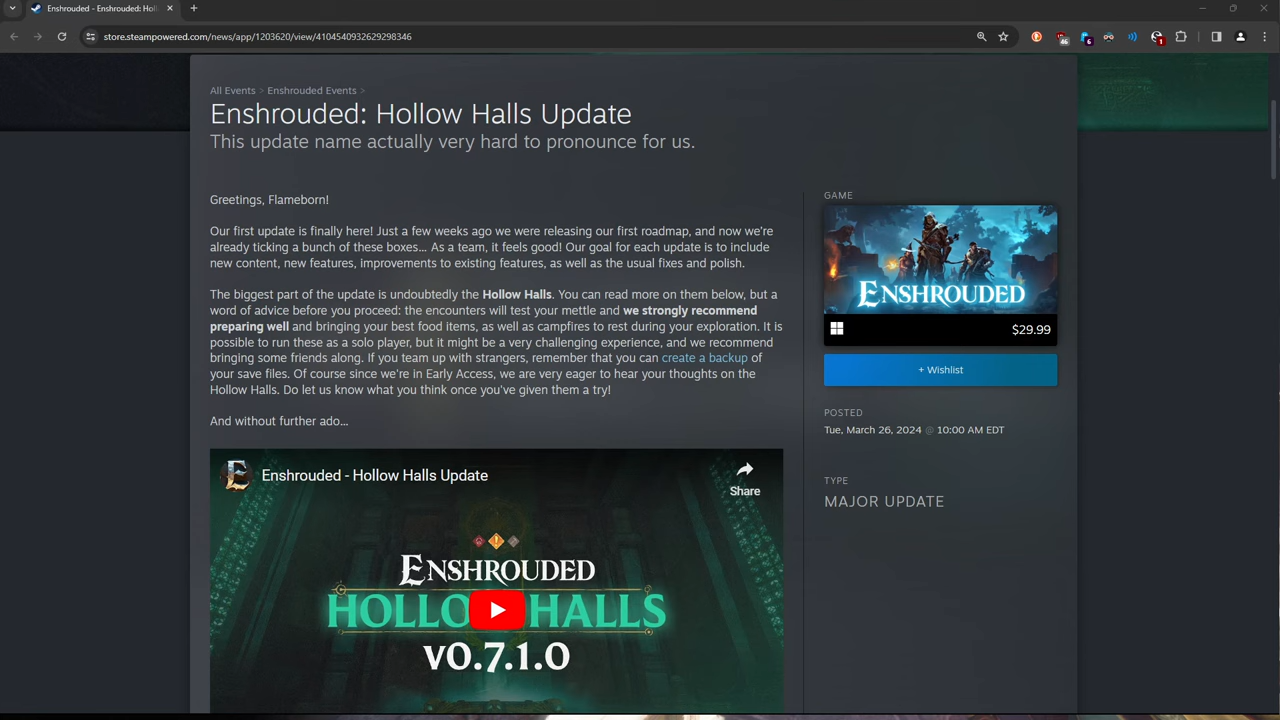 Enshrouded - Enshrouded: Hol
store.steampowered.com/news/app/1203620/view/4104540932629298346
46
6
1
All Events > Enshrouded Events >
Enshrouded: Hollow Halls Update
This update name actually very hard to pronounce for us.
Greetings, Flameborn!
Our first update is finally here! Just a few weeks ago we were releasing our first roadmap, and now we're
already ticking a bunch of these boxes... As a team, it feels good! Our goal for each update is to include
new content, new features, improvements to existing features, as well as the usual fixes and polish.
The biggest part of the update is undoubtedly the Hollow Halls. You can read more on them below, but a
word of advice before you proceed: the encounters will test your mettle and we strongly recommend
preparing well and bringing your best food items, as well as campfires to rest during your exploration. It is
possible to run these as a solo player, but it might be a very challenging experience, and we recommend
bringing some friends along. If you team up with strangers, remember that you can create a backup of
your save files. Of course since we're in Early Access, we are very eager to hear your thoughts on the
Hollow Halls. Do let us know what you think once you've given them a try!
And without further ado...
Enshrouded - Hollow Halls Update
Share
ENSHROUDED
HOLLOW HALLS
v0.7.1.0
GAME
ENSHROUDED
$29.99
+ Wishlist
POSTED
Tue, March 26, 2024 @ 10:00 AM EDT
TYPE
MAJOR UPDATE